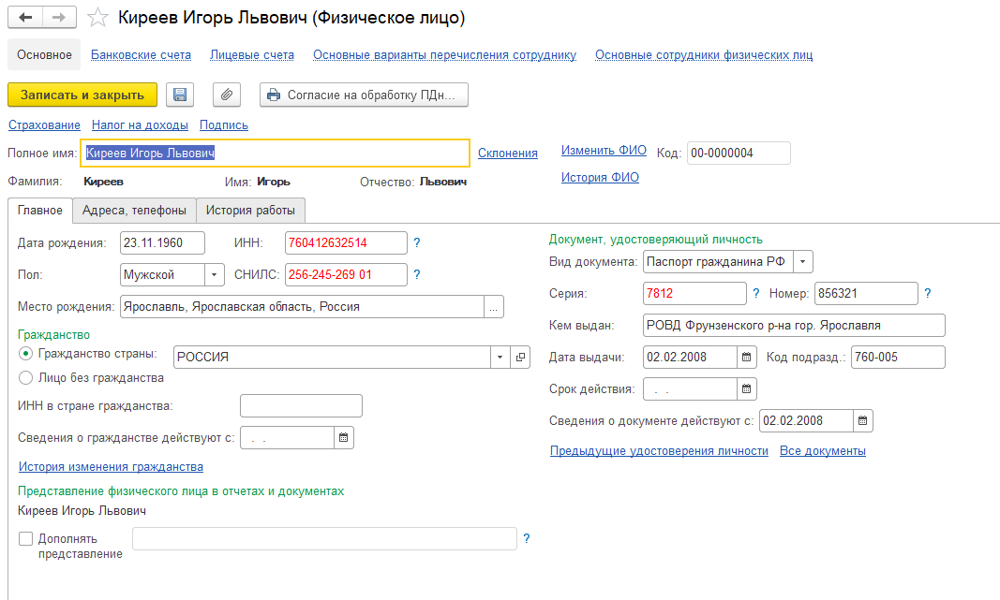 Киреев Игорь Львович (Физическое лицо)
Основное Банковские счета Лицевые счета Основные варианты перечисления сотруднику Основные сотрудники физических лиц
Записать и закрыть Согласие на обработку ПДн...
Страхование Налог на доходы Подпись
Полное имя: Киреев Игорь Львович Склонения Изменить ФИО Код: 00-0000004
История ФИО
Фамилия: Киреев Имя: Игорь Отчество: Львович
Главное Адреса, телефоны История работы
Дата рождения: 23.11.1960 ИНН: 760412632514 ?
Пол: Мужской СНИЛС: 256-245-269 01 ?
Место рождения: Ярославль, Ярославская область, Россия ...
Гражданство
Гражданство страны: РОССИЯ
Лицо без гражданства
ИНН в стране гражданства:
Сведения о гражданстве действуют с: . .
История изменения гражданства
Представление физического лица в отчетах и документах
Киреев Игорь Львович
Дополнять ?
представление
Документ, удостоверяющий личность
Вид документа: Паспорт гражданина РФ
Серия: 7812 ? Номер: 856321 ?
Кем выдан: РОВД Фрунзенского р-на гор. Ярославля
Дата выдачи: 02.02.2008 Код подразд.: 760-005
Срок действия: . .
Сведения о документе действуют с: 02.02.2008
Предыдущие удостоверения личности Все документы